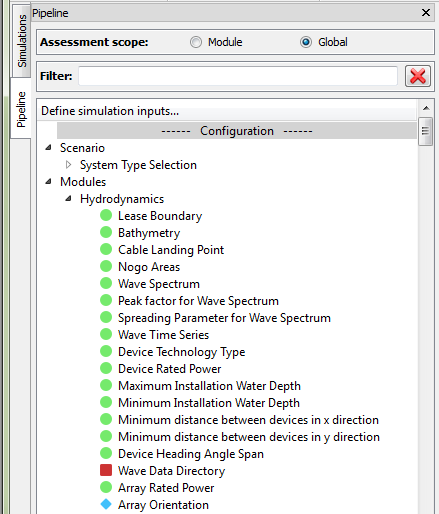 Pipeline
Simulations
Pipeline
Assessment scope:
Module
Global
Filter:
Define simulation inputs...
------ Configuration ------
Scenario
System Type Selection
Modules
Hydrodynamics
Lease Boundary
Bathymetry
Cable Landing Point
Nogo Areas
Wave Spectrum
Peak factor for Wave Spectrum
Spreading Parameter for Wave Spectrum
Wave Time Series
Device Technology Type
Device Rated Power
Maximum Installation Water Depth
Minimum Installation Water Depth
Minimum distance between devices in x direction
Minimum distance between devices in y direction
Device Heading Angle Span
Wave Data Directory
Array Rated Power
Array Orientation